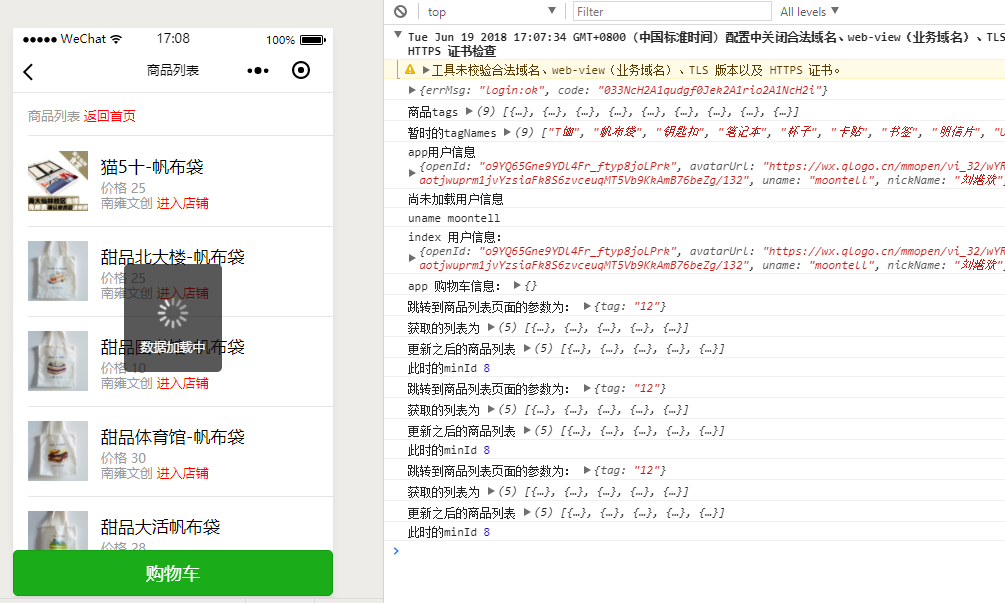 WeChat 17:08 100%
商品列表
商品列表 返回首页
猫5十-帆布袋
价格 25
南雍文创 进入店铺
甜品北大楼-帆布袋
价格 25
南雍文创 进入店铺
数据加载中
价格 10
南雍文创 进入店铺
甜品体育馆-帆布袋
价格 30
南雍文创 进入店铺
甜品大活帆布袋
价格 28
购物车
top Filter All levels
Tue Jun 19 2018 17:07:34 GMT+0800 (中国标准时间) 配置中关闭合法域名、web-view (业务域名) 、TLS
HTTPS 证书检查
工具未校验合法域名、web-view (业务域名) 、TLS 版本以及 HTTPS 证书。
{errMsg: "login:ok", code: "033NcH2A1qudgf0Jek2A1rio2A1NcH2i"}
商品tags (9) [{…}, {…}, {…}, {…}, {…}, {…}, {…}, {…}, {…}]
暂时的tagNames (9) ["T恤", "帆布袋", "钥匙扣", "笔记本", "杯子", "卡贴", "书签", "明信片", "U
app用户信息
{openId: "o9YQ65Gne9YDL4Fr_ftyp8joLPrk", avatarUrl: "https://wx.qlogo.cn/mmopen/vi_32/wYR
aotjwuprm1jvYzsiaFk8S6zvceuqMT5Vb9KkAmB76beZg/132", uname: "moontell", nickName:
尚未加载用户信息
uname moontell
index 用户信息:
{openId: "o9YQ65Gne9YDL4Fr_ftyp8joLPrk", avatarUrl: "https://wx.qlogo.cn/mmopen/vi_32/wYR
aotjwuprm1jvYzsiaFk8S6zvceuqMT5Vb9KkAmB76beZg/132", uname: "moontell", nickName:
app 购物车信息: {}
跳转到商品列表页面的参数为: {tag: "12"}
获取的列表为 (5) [{…}, {…}, {…}, {…}, {…}]
更新之后的商品列表 (5) [{…}, {…}, {…}, {…}, {…}]
此时的minId 8
跳转到商品列表页面的参数为: {tag: "12"}
获取的列表为 (5) [{…}, {…}, {…}, {…}, {…}]
更新之后的商品列表 (5) [{…}, {…}, {…}, {…}, {…}]
此时的minId 8
跳转到商品列表页面的参数为: {tag: "12"}
获取的列表为 (5) [{…}, {…}, {…}, {…}, {…}]
更新之后的商品列表 (5) [{…}, {…}, {…}, {…}, {…}]
此时的minId 8